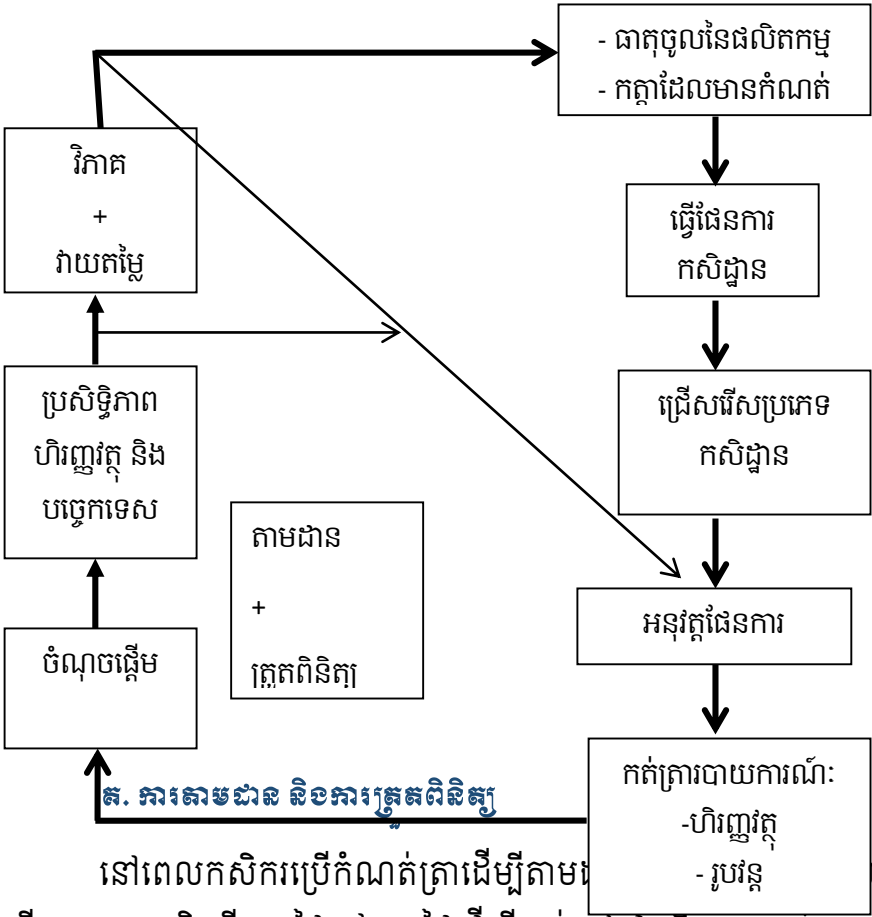 - ធាតុចូលនៃផលិតកម្ម
- កត្តាដែលមានកំណត់
វិភាគ
+
វាយតម្លៃ
ធ្វើផែនការ
កសិដ្ឋាន
ប្រសិទ្ធិភាព
ហិរញ្ញវត្ថុ និង
បច្ចេកទេស
ជ្រើសរើសប្រភេទ
កសិដ្ឋាន
តាមដាន
+
ត្រួតពិនិត្យ
អនុវត្តផែនការ
ចំណុចផ្តើម
កត់ត្រារបាយការណ៍ៈ
-ហិរញ្ញវត្ថុ
- រូបវន្ត
គ. ការតាមដាន និងការត្រួតពិនិត្យ
នៅពេលកសិករប្រើកំណត់ត្រាដើម្បីតាម